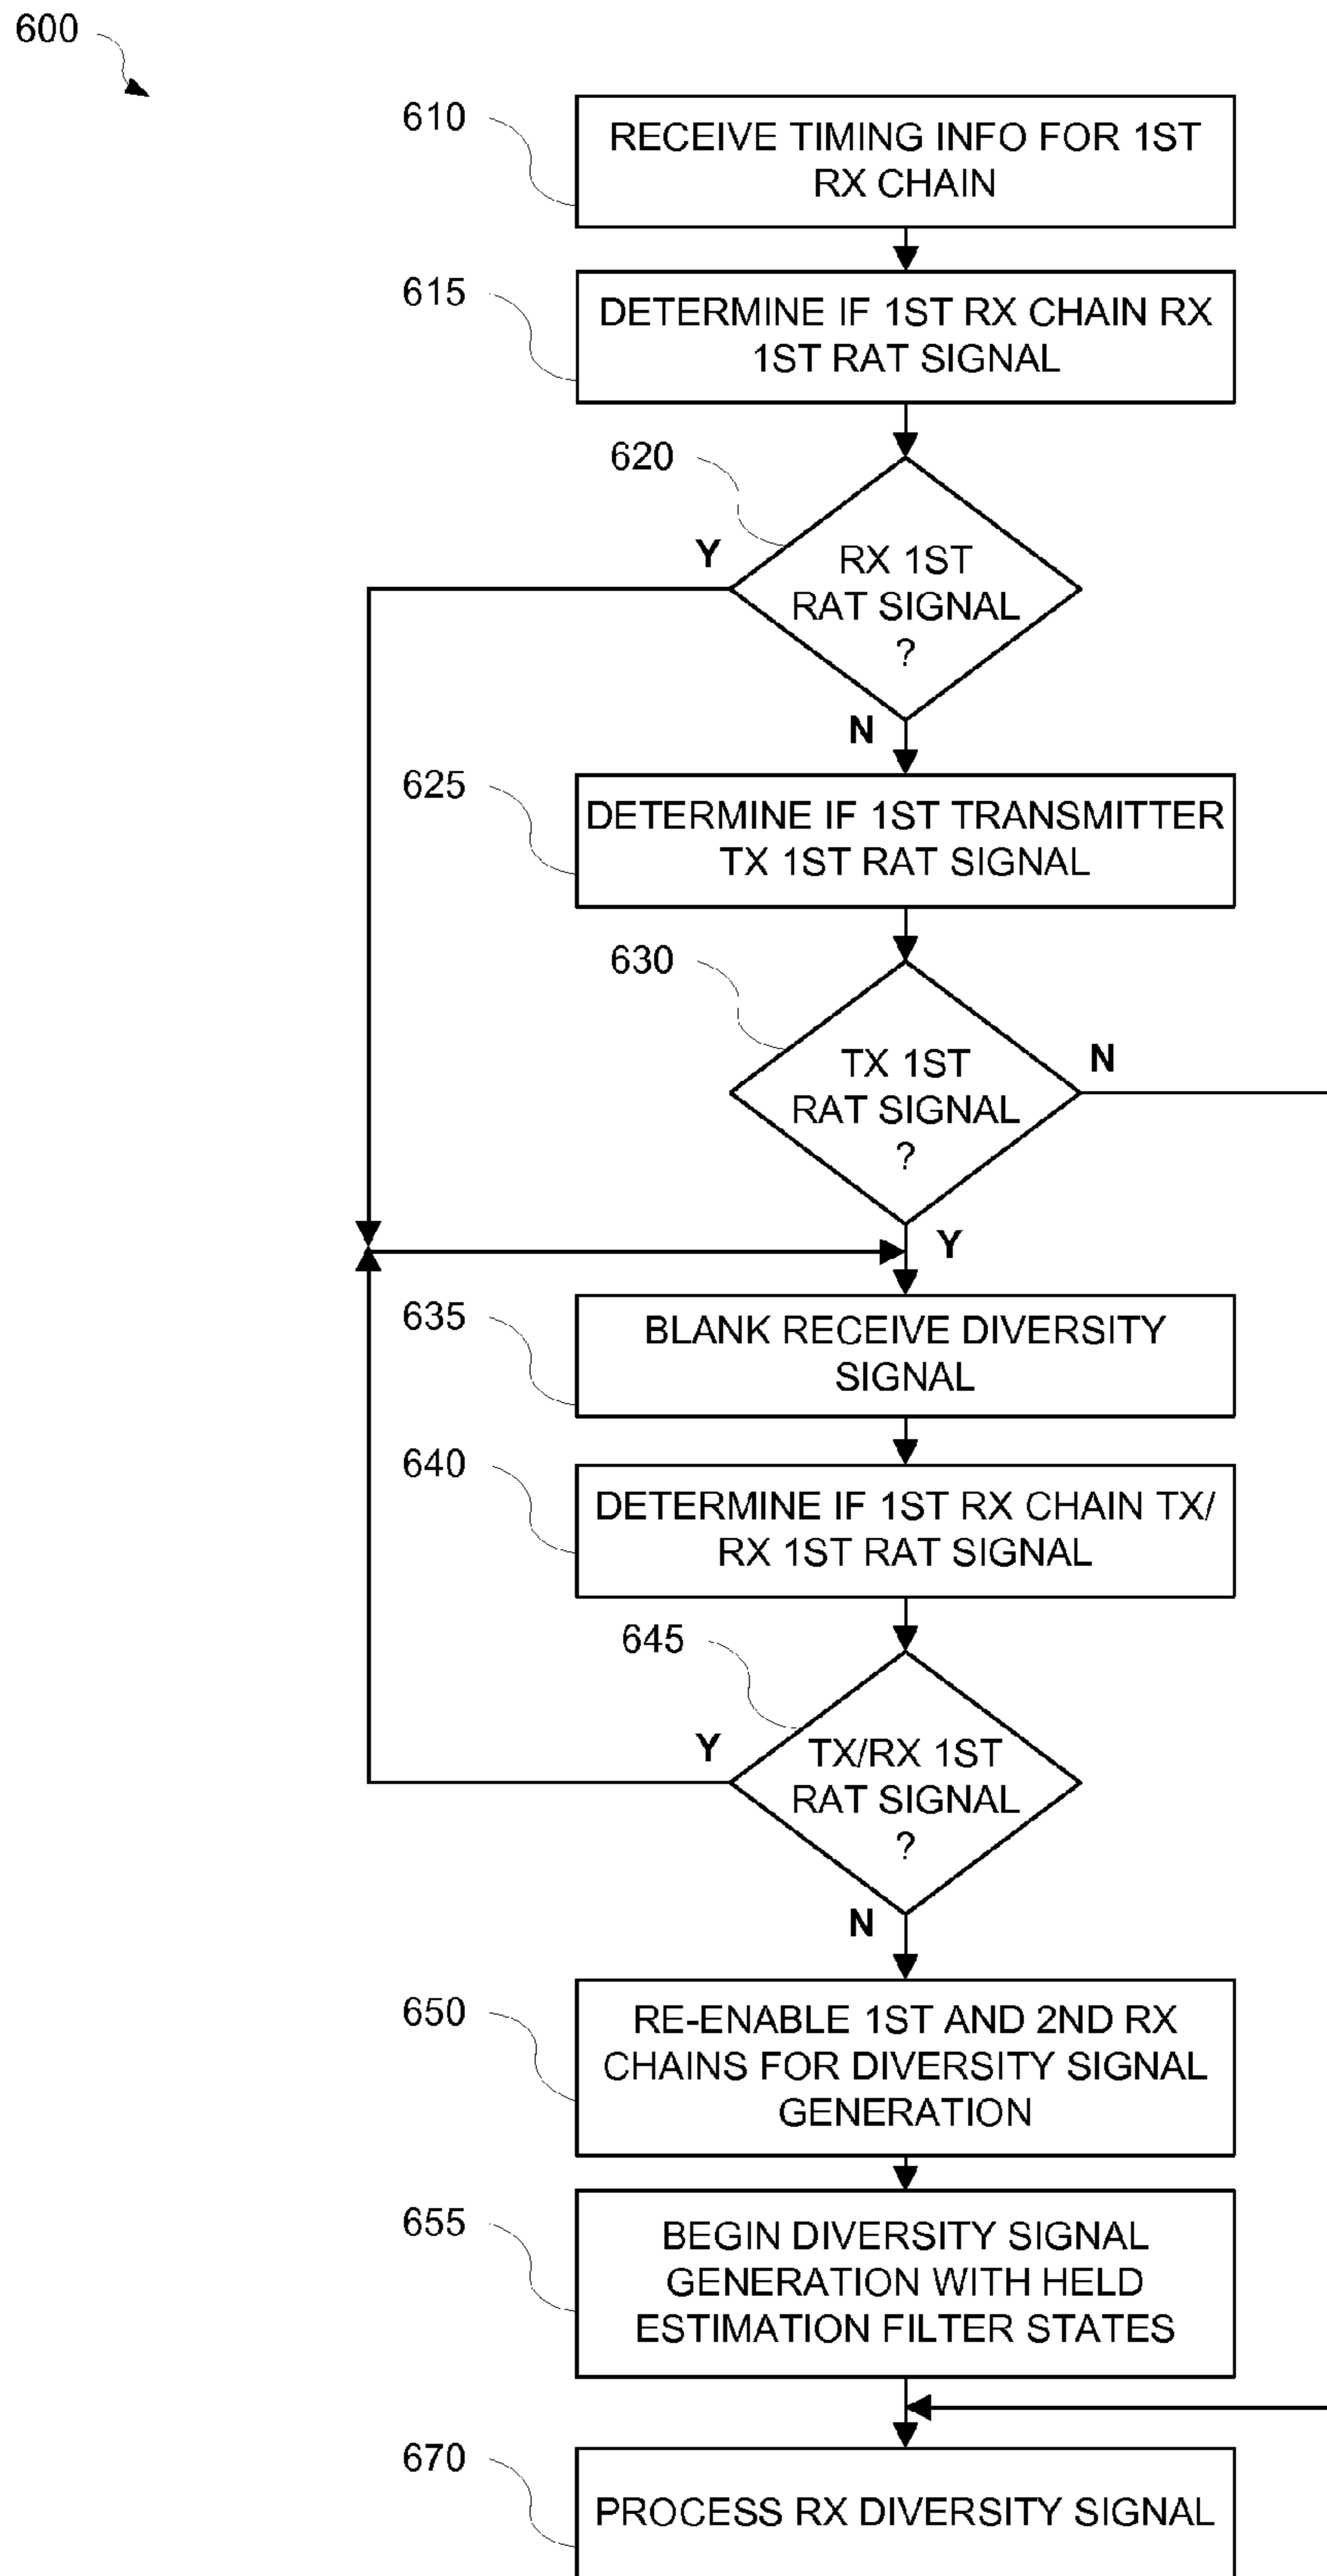 600
610
RECEIVE TIMING INFO FOR 1ST
RX CHAIN
615
DETERMINE IF 1ST RX CHAIN RX
1ST RAT SIGNAL
620
Y
RX 1ST
RAT SIGNAL
?
N
625
DETERMINE IF 1ST TRANSMITTER
TX 1ST RAT SIGNAL
630
N
TX 1ST
RAT SIGNAL
?
Y
635
BLANK RECEIVE DIVERSITY
SIGNAL
640
DETERMINE IF 1ST RX CHAIN TX/
RX 1ST RAT SIGNAL
645
Y
TX/RX 1ST
RAT SIGNAL
?
N
650
RE-ENABLE 1ST AND 2ND RX
CHAINS FOR DIVERSITY SIGNAL
GENERATION
655
BEGIN DIVERSITY SIGNAL
GENERATION WITH HELD
ESTIMATION FILTER STATES
670
PROCESS RX DIVERSITY SIGNAL